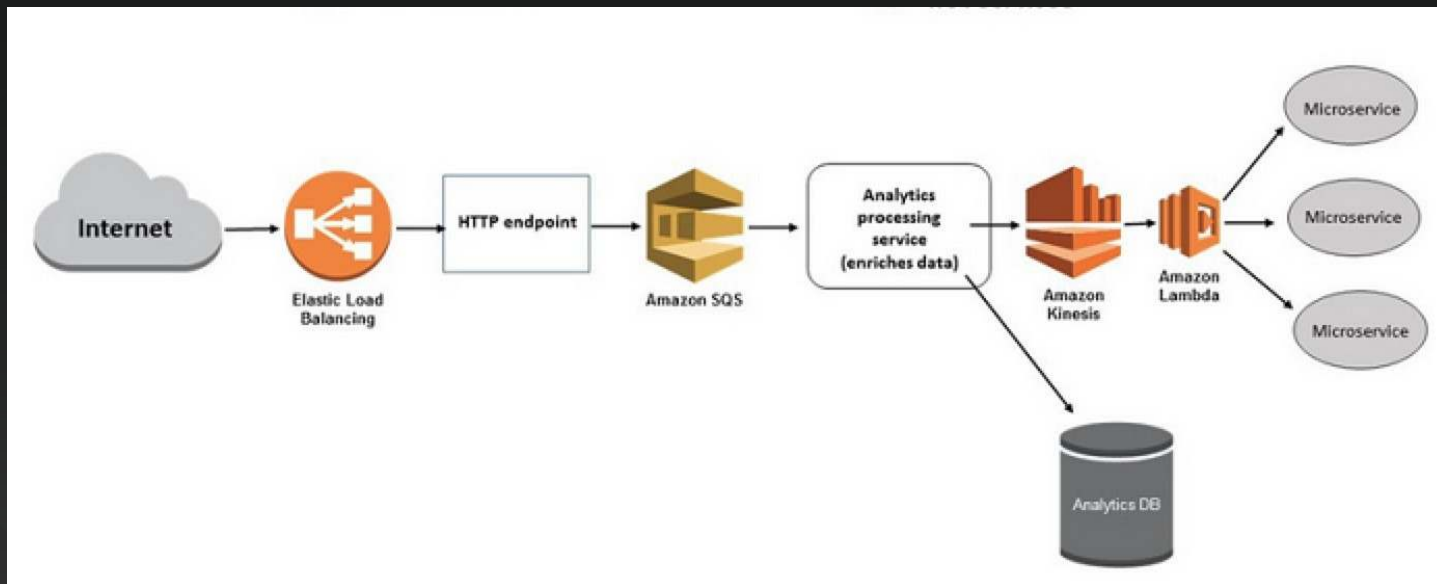 Internet
Elastic Load
Balancing
HTTP endpoint
Amazon SQS
Analytics
processing
service
(enriches data)
Amazon
Kinesis
Amazon
Lambda
Microservice
Microservice
Microservice
Analytics DB